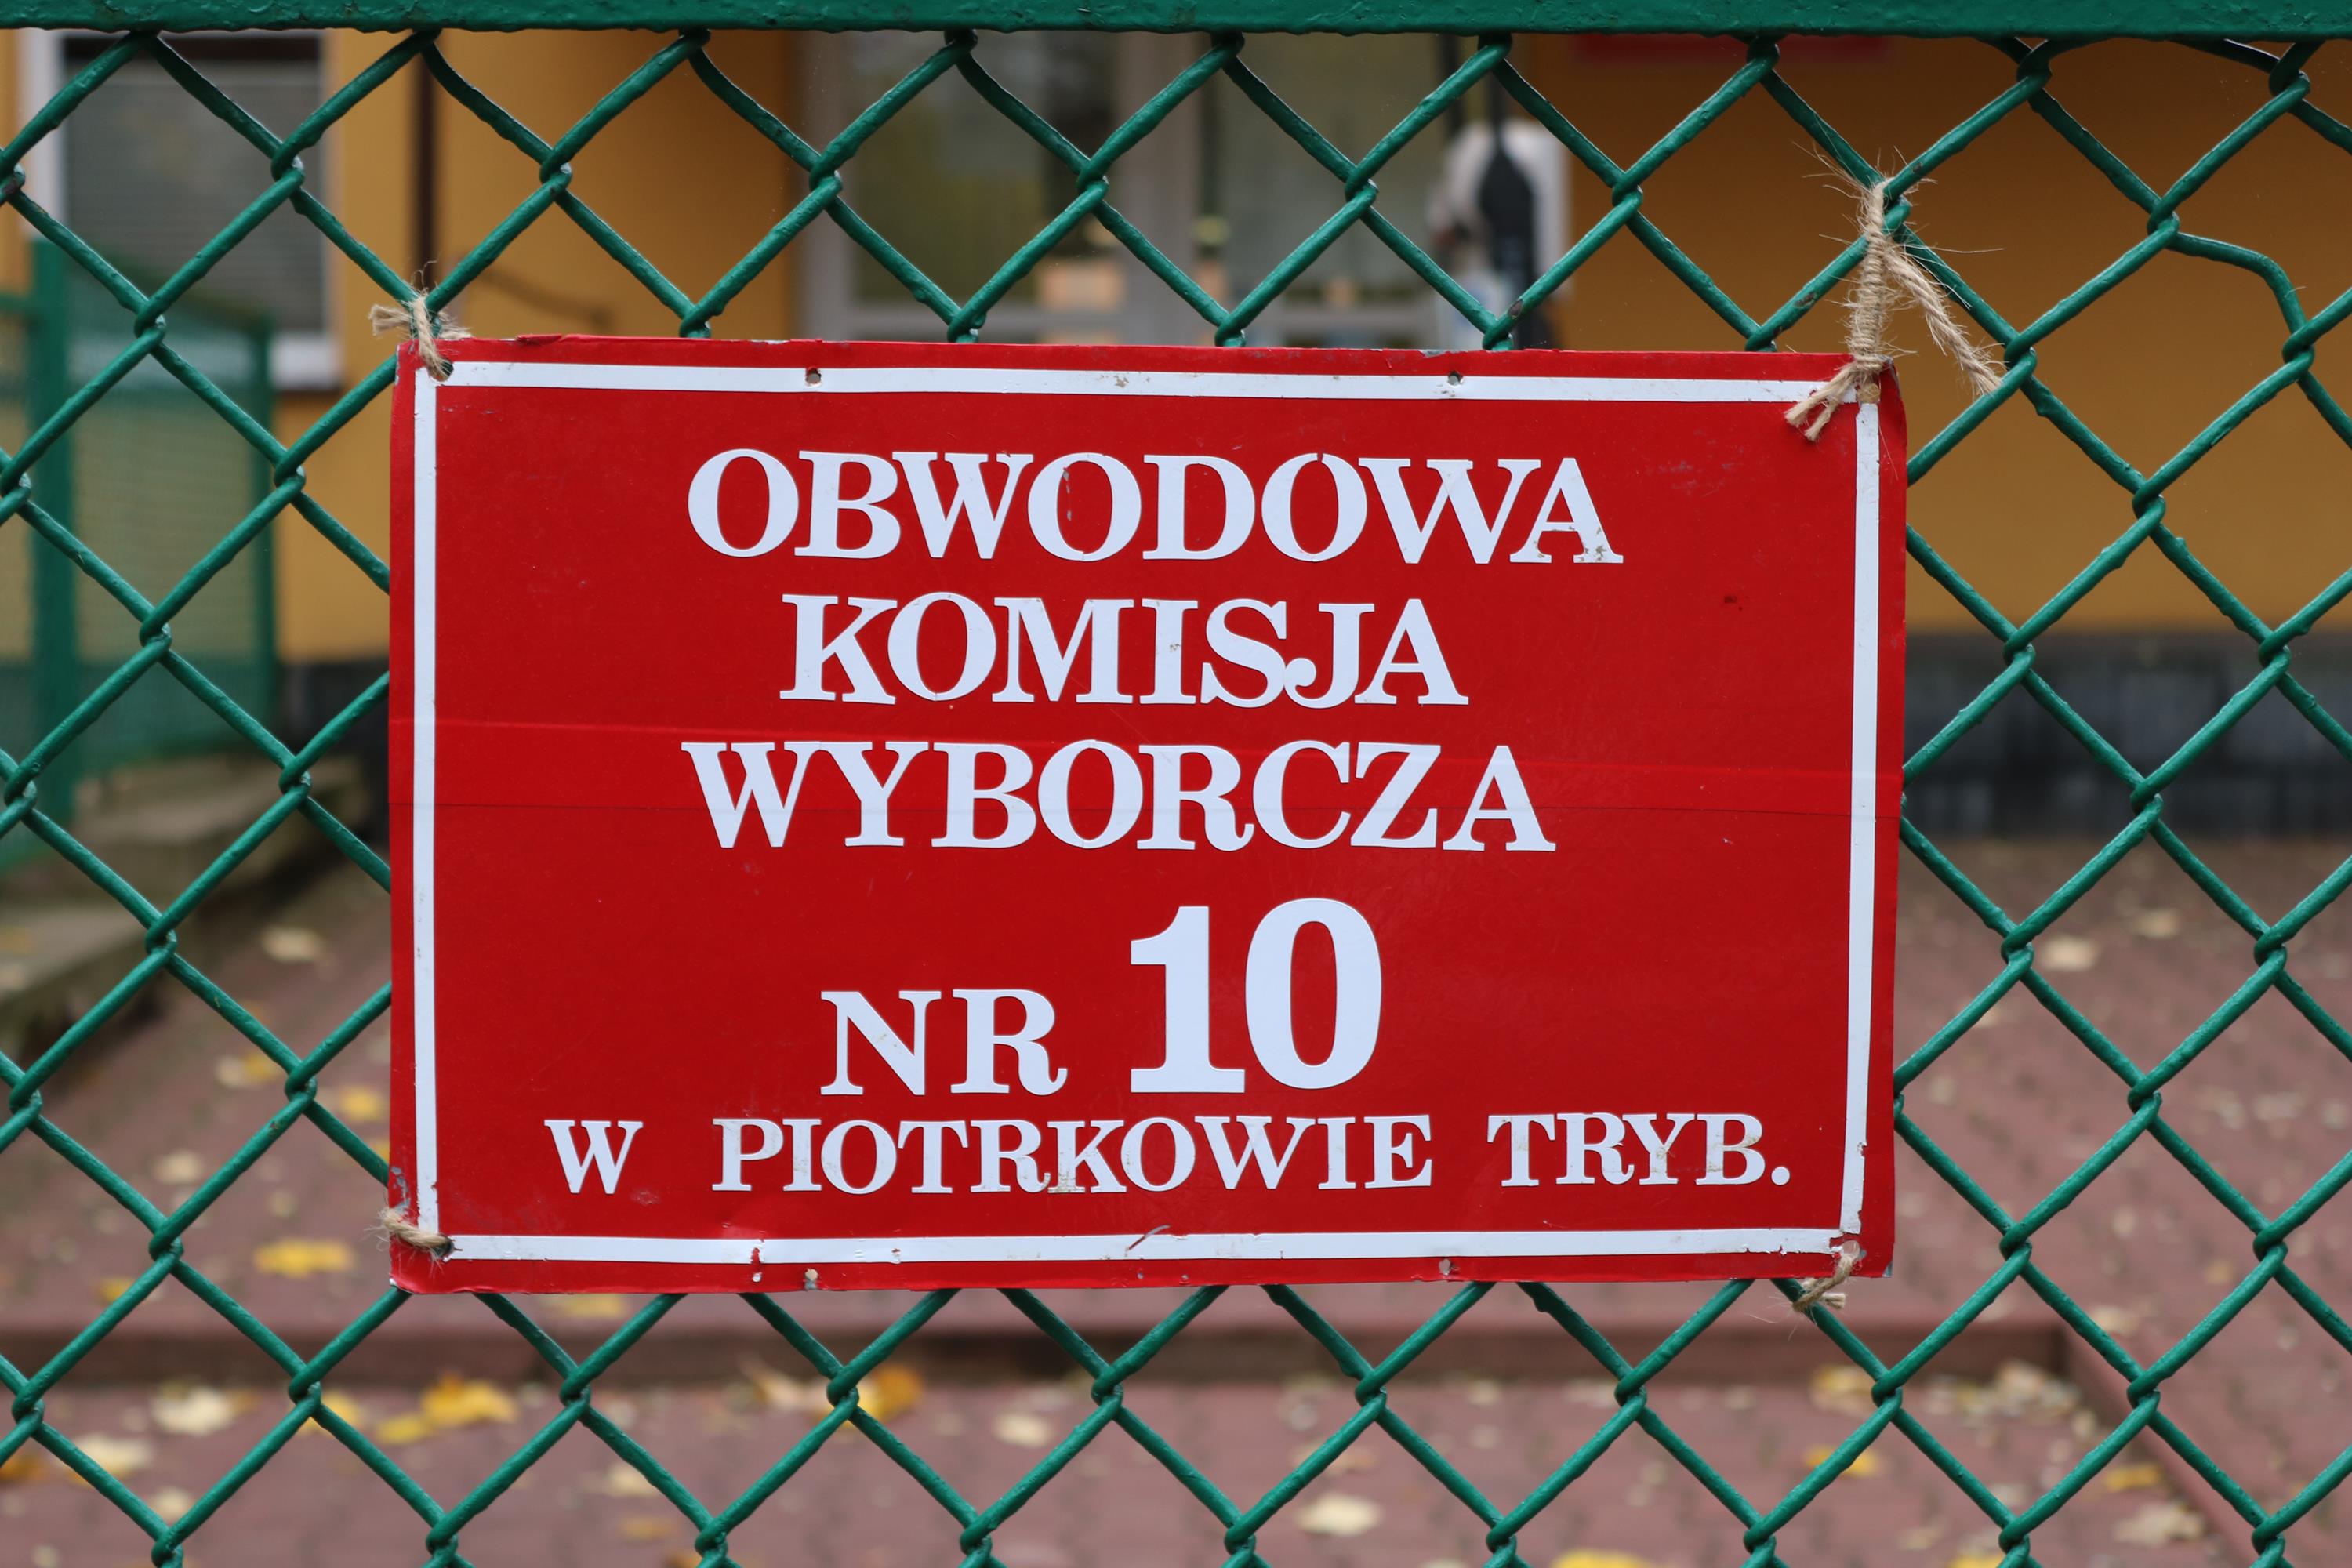 OBWODOWA
KOMISJA
WYBORCZA
NR 10
W PIOTRKOWIE TRYB.